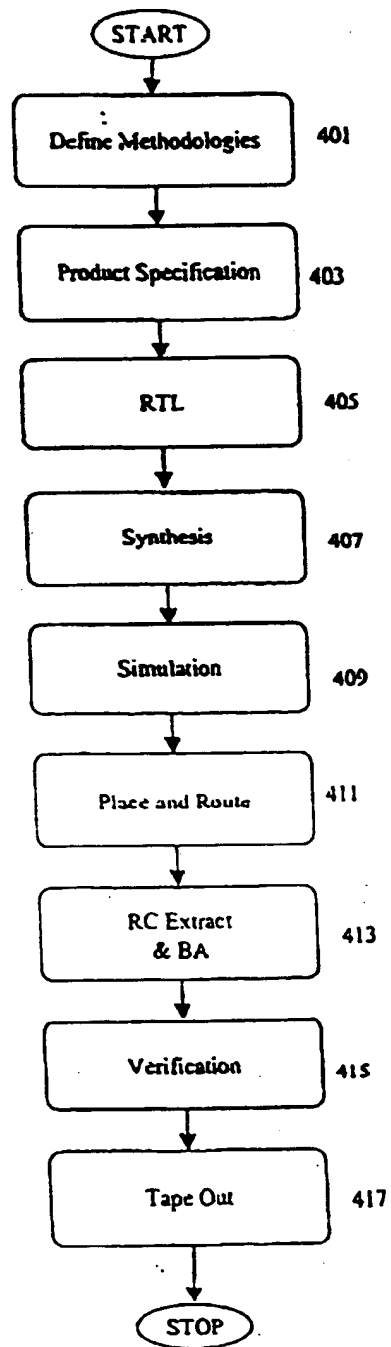 START
Define Methodologies 401
Product Specification 403
RTL 405
Synthesis 407
Simulation 409
Place and Route 411
RC Extract
& BA 413
Verification 415
Tape Out 417
STOP